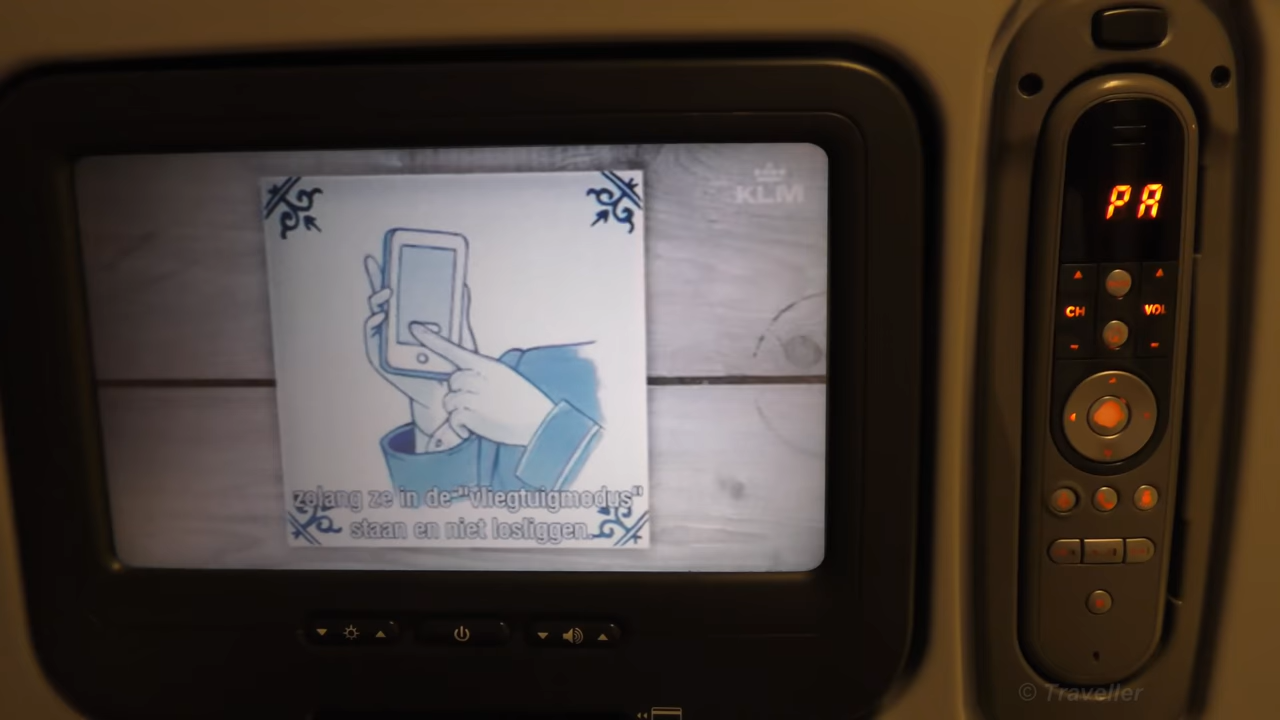 KLM
zolang ze in de "vliegtuigmodus"
staan en niet losliggen.
PA
CH
VOL
© Traveller